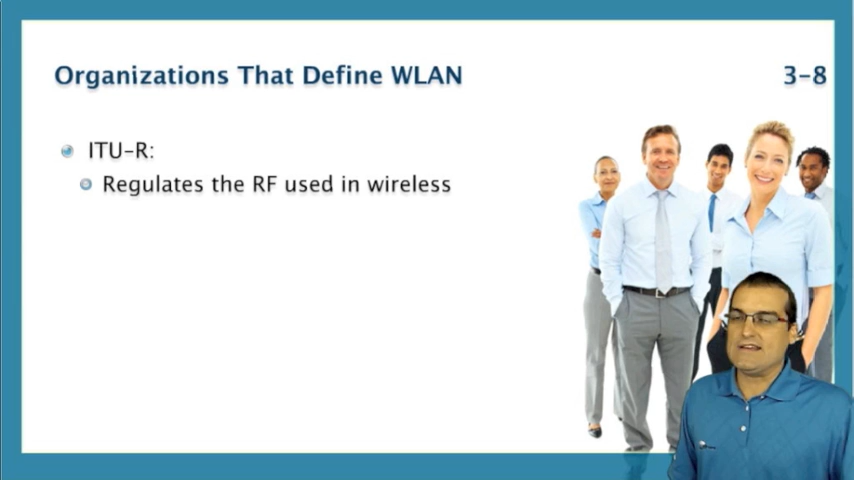 Organizations That Define WLAN 3-8
ITU-R:
Regulates the RF used in wireless